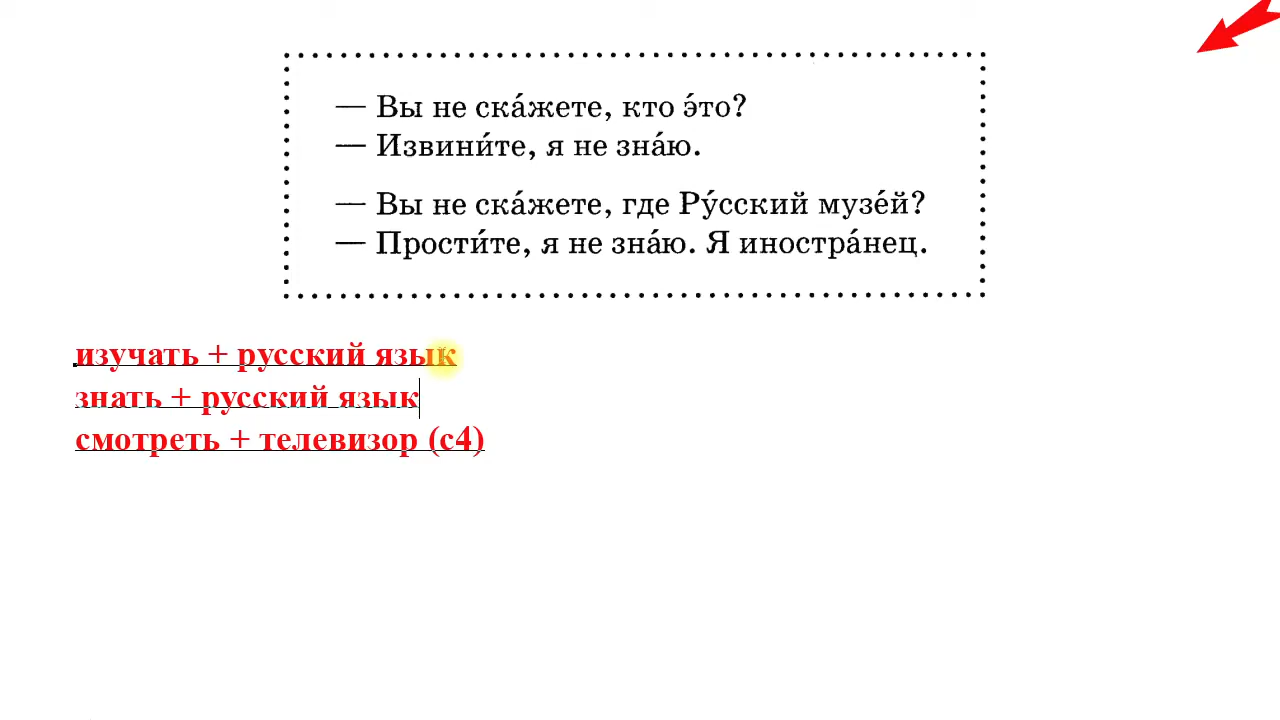 — Вы не ска́жете, кто э́то?
— Извини́те, я не зна́ю.
— Вы не ска́жете, где Ру́сский музе́й?
— Прости́те, я не зна́ю. Я иностра́нец.
изучать + русский язык
знать + русский язык
смотреть + телевизор (с4)